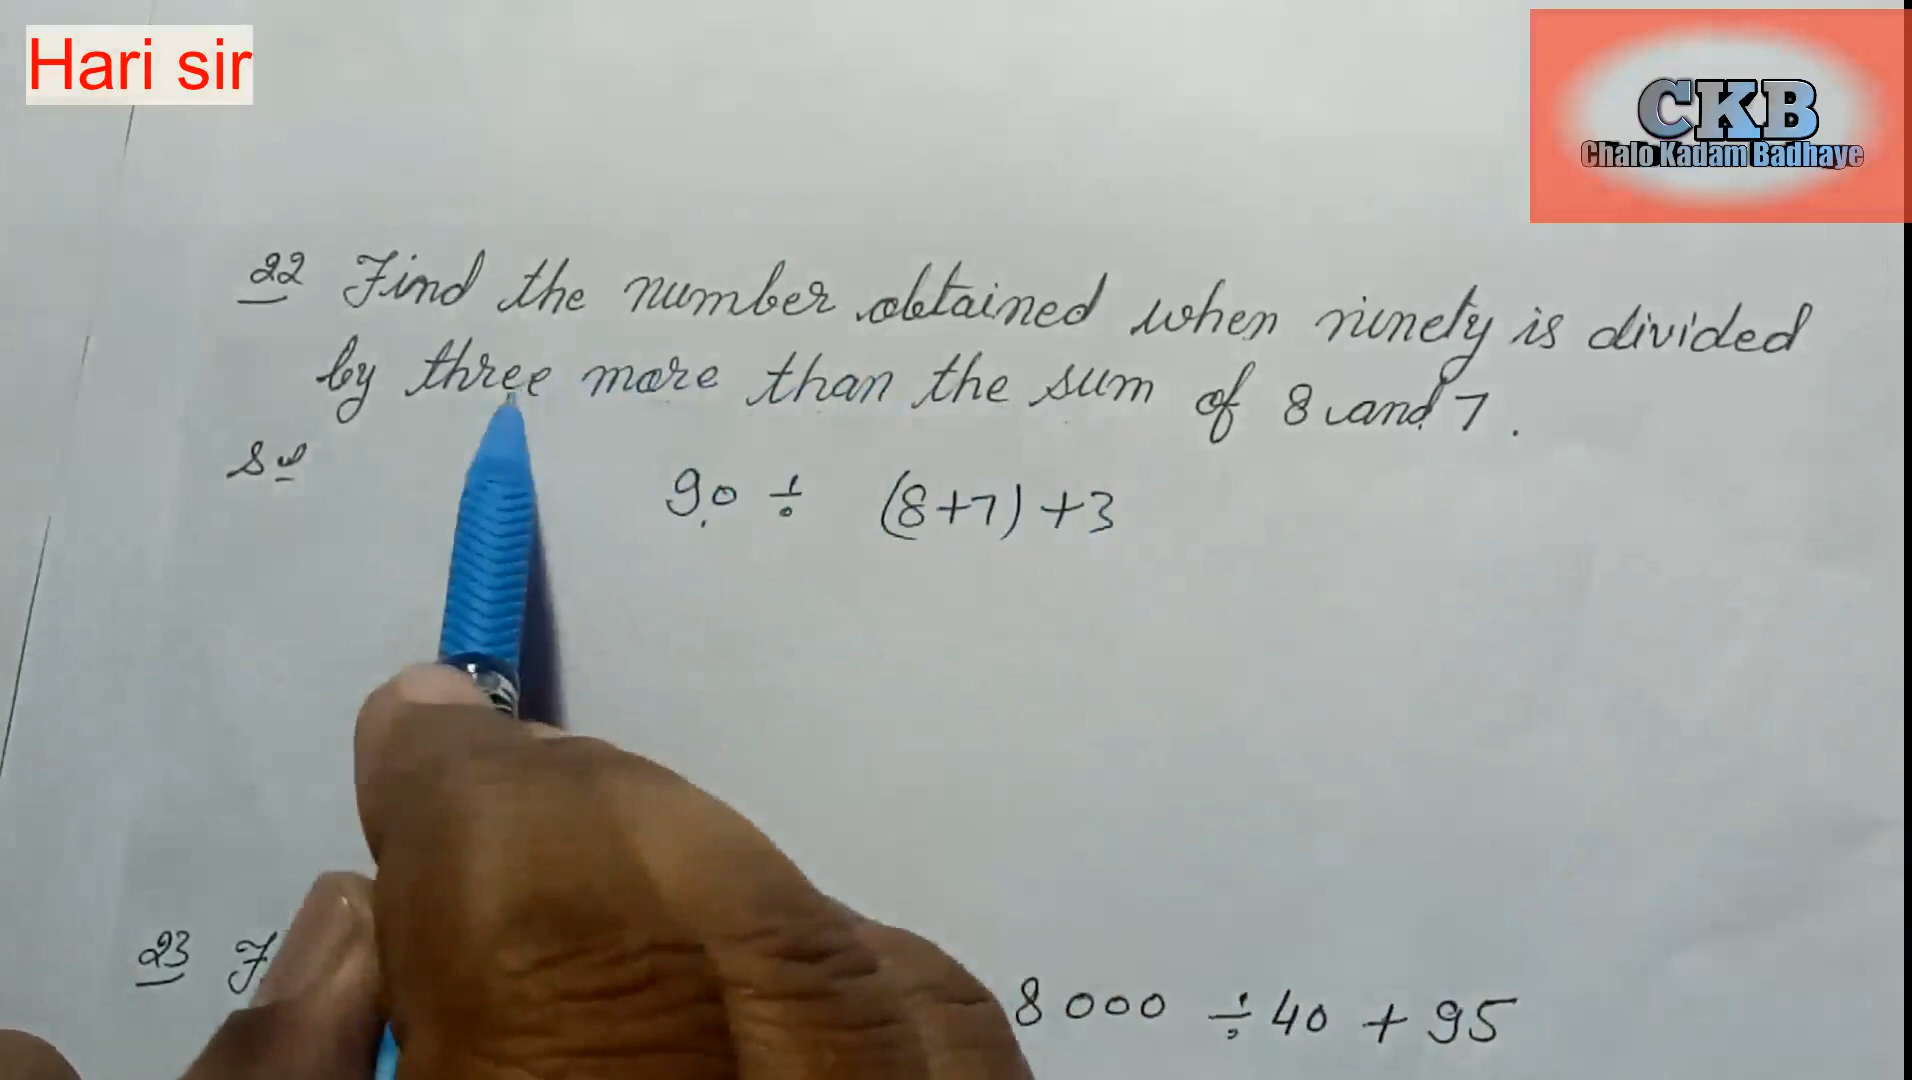 Hari sir
CKB
Chalo Kadam Badhaye
22 Find the number obtained when ninety is divided
by three more than the sum of 8 and 7.
Sol
90 ÷ (8+7) +3
23
8000 ÷ 40 + 95